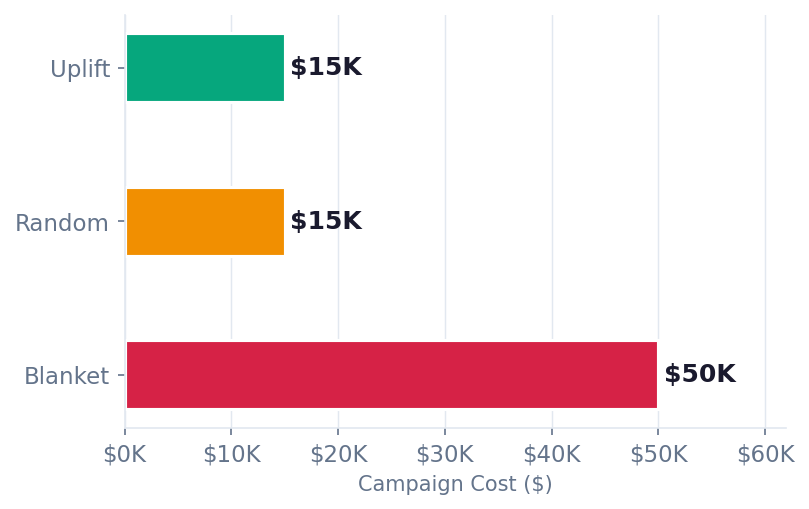 Uplift $15K
Random $15K
Blanket $50K
$0K $10K $20K $30K $40K $50K $60K
Campaign Cost ($)